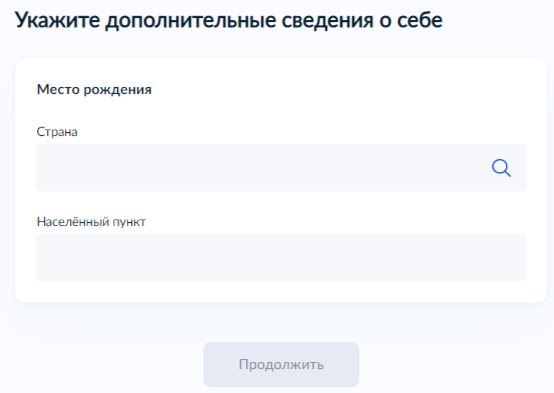 Укажите дополнительные сведения о себе
Место рождения
Страна
Населённый пункт
Продолжить